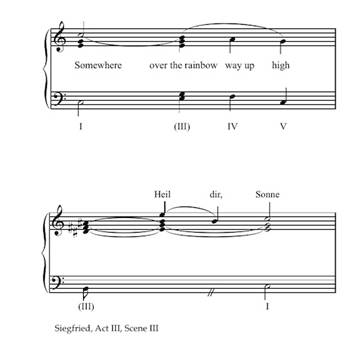 Somewhere over the rainbow way up high
I (III) IV V
Heil dir, Sonne
(III) I
Siegfried, Act III, Scene III